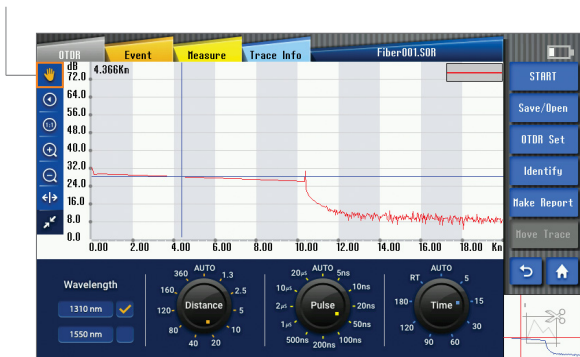 OTDR Event Measure Trace Info Fiber001.SOR
dB
72.0 4.366Km
64.0
56.0
48.0
40.0
32.0
24.0
16.0
8.0
0.0
0.00 2.00 4.00 6.00 8.00 10.00 12.00 14.00 16.00 18.00 Km
1:1
START
Save/Open
OTDR Set
Identify
Make Report
Move Trace
Wavelength
1310 nm
1550 nm
AUTO
360 1.3
160 2.5
120 5
80 10
40 20
Distance
AUTO
20μs 5ns
10μs 10ns
2μs 20ns
1μs 50ns
500ns 200ns 100ns
Pulse
AUTO
RT 5
180 15
120 30
90 60
Time